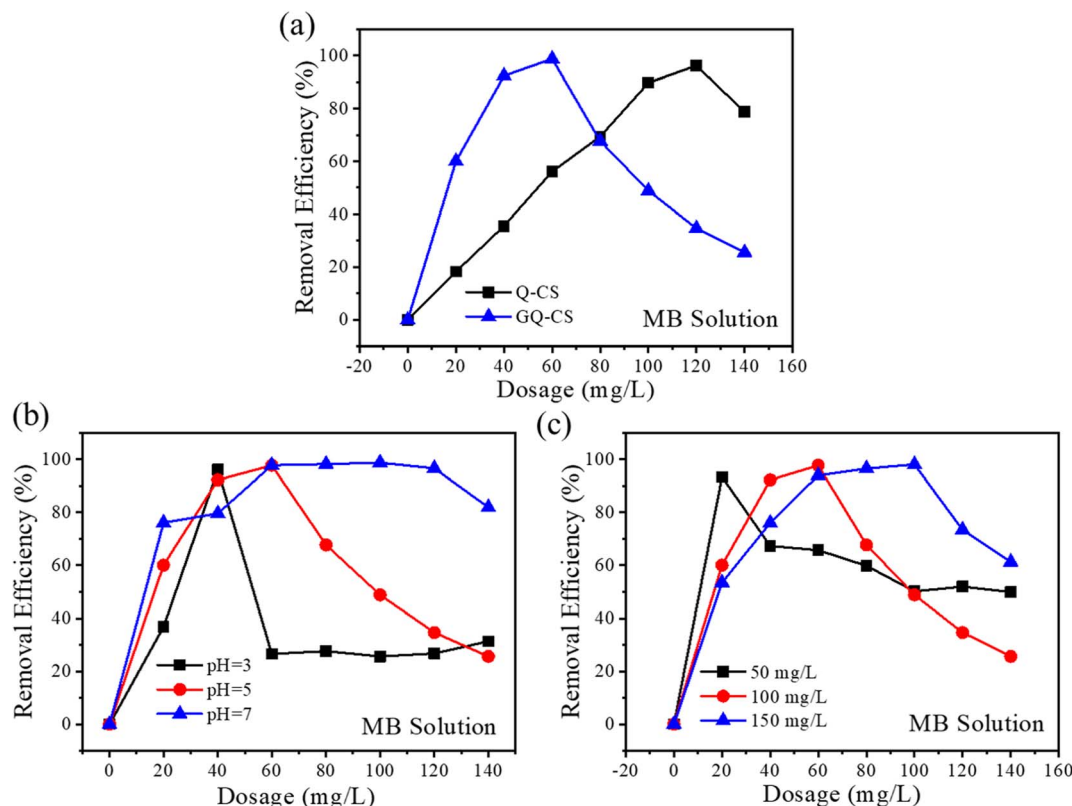 (a)
Removal Efficiency (%)
100
80
60
40
20
0
Q-CS
GQ-CS
MB Solution
-20 0 20 40 60 80 100 120 140 160
Dosage (mg/L)
(b)
Removal Efficiency (%)
100
80
60
40
20
0
pH=3
pH=5
pH=7
MB Solution
0 20 40 60 80 100 120 140
Dosage (mg/L)
(c)
Removal Efficiency (%)
100
80
60
40
20
0
50 mg/L
100 mg/L
150 mg/L
MB Solution
-20 0 20 40 60 80 100 120 140 160
Dosage (mg/L)